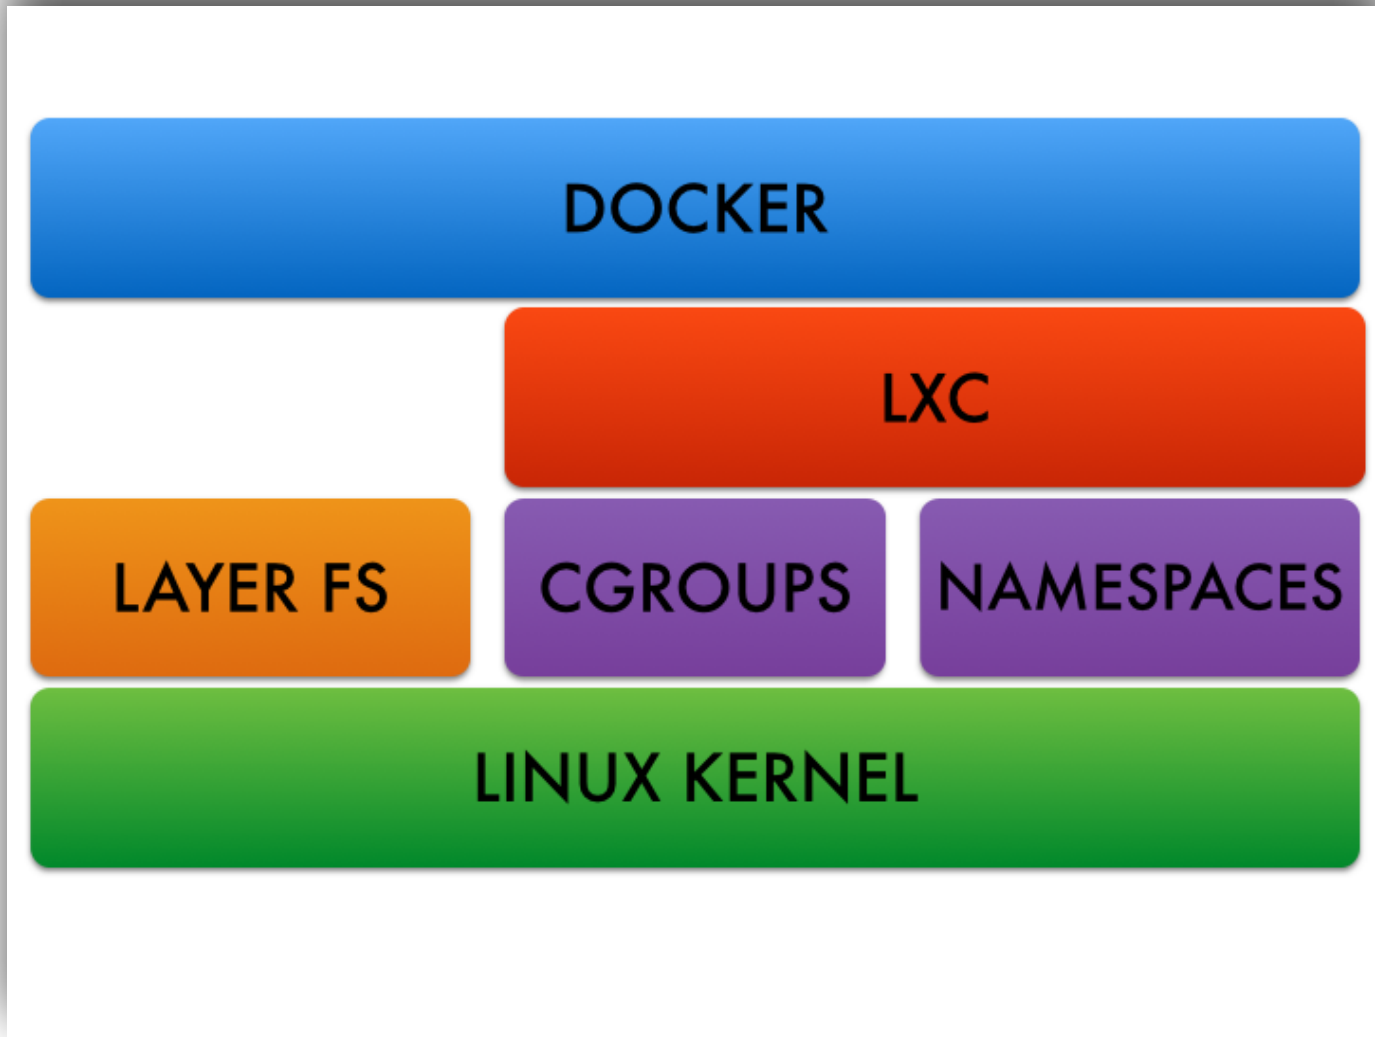 DOCKER
LXC
LAYER FS
CGROUPS
NAMESPACES
LINUX KERNEL